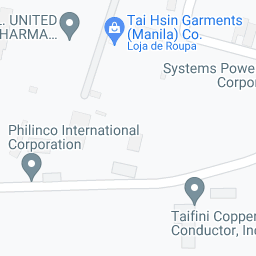 L. UNITED
PHARMA...
Tai Hsin Garments
(Manila) Co.
Loja de Roupa
Systems Powe
Corpor
Philinco International
Corporation
Taifini Copper
Conductor, Inc